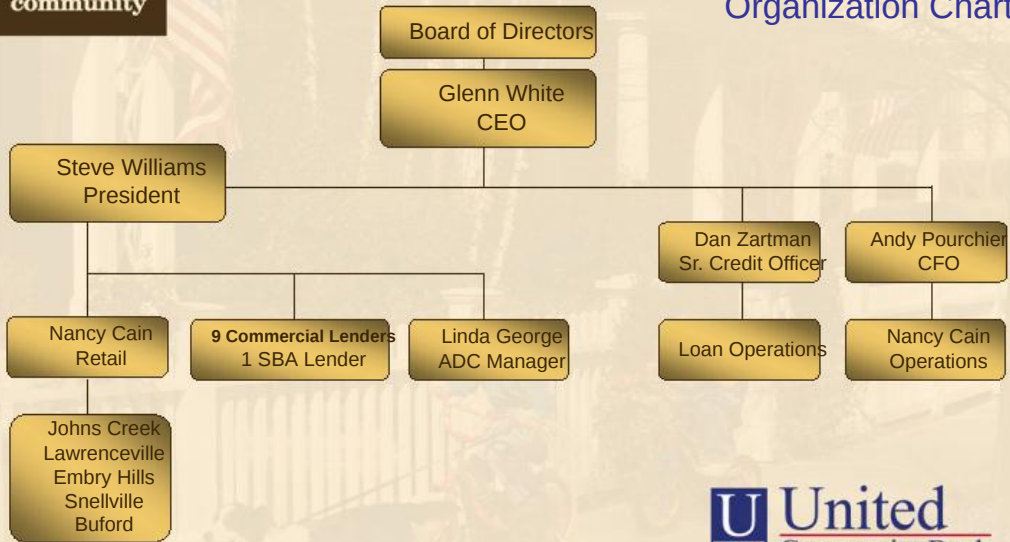 community
Organization Chart
Board of Directors
Glenn White
CEO
Steve Williams
President
Dan Zartman
Sr. Credit Officer
Andy Pourchier
CFO
Nancy Cain
Retail
9 Commercial Lenders
1 SBA Lender
Linda George
ADC Manager
Loan Operations
Nancy Cain
Operations
Johns Creek
Lawrenceville
Embry Hills
Snellville
Buford
U United